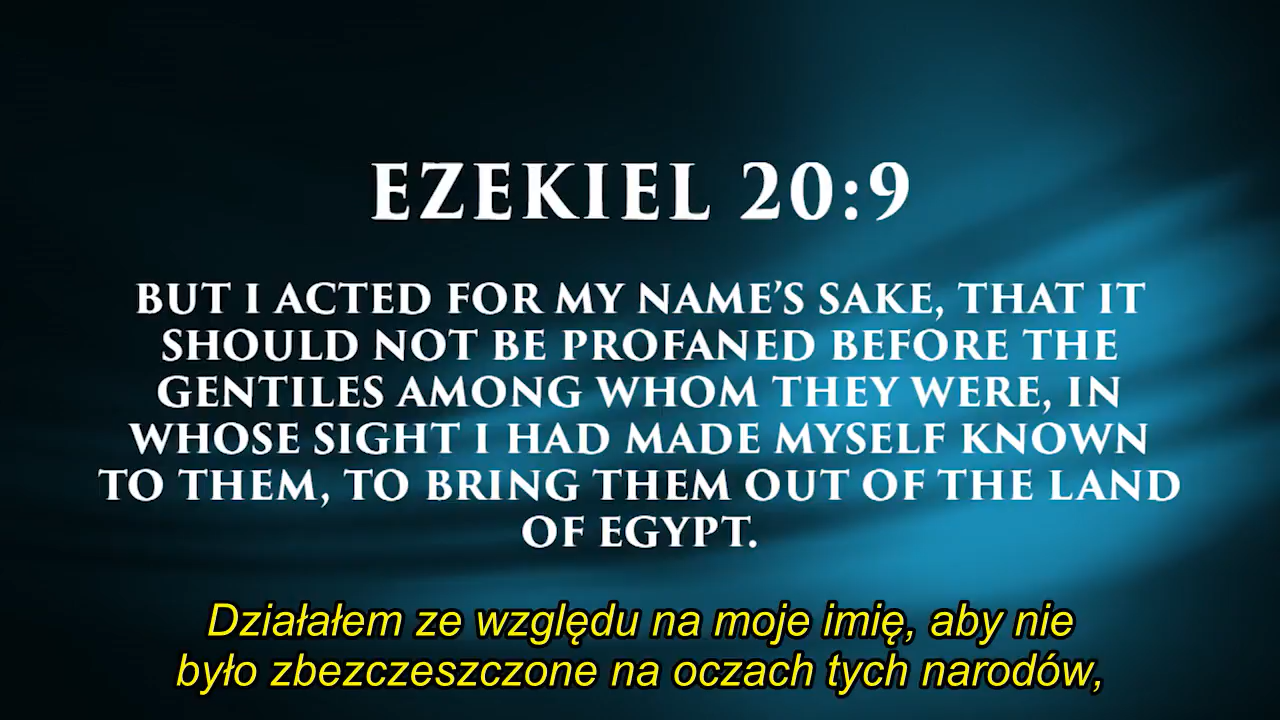 EZEKIEL 20:9
BUT I ACTED FOR MY NAME’S SAKE, THAT IT
SHOULD NOT BE PROFANED BEFORE THE
GENTILES AMONG WHOM THEY WERE, IN
WHOSE SIGHT I HAD MADE MYSELF KNOWN
TO THEM, TO BRING THEM OUT OF THE LAND
OF EGYPT.
Działałem ze względu na moje imię, aby nie
było zbezczeszczone na oczach tych narodów,